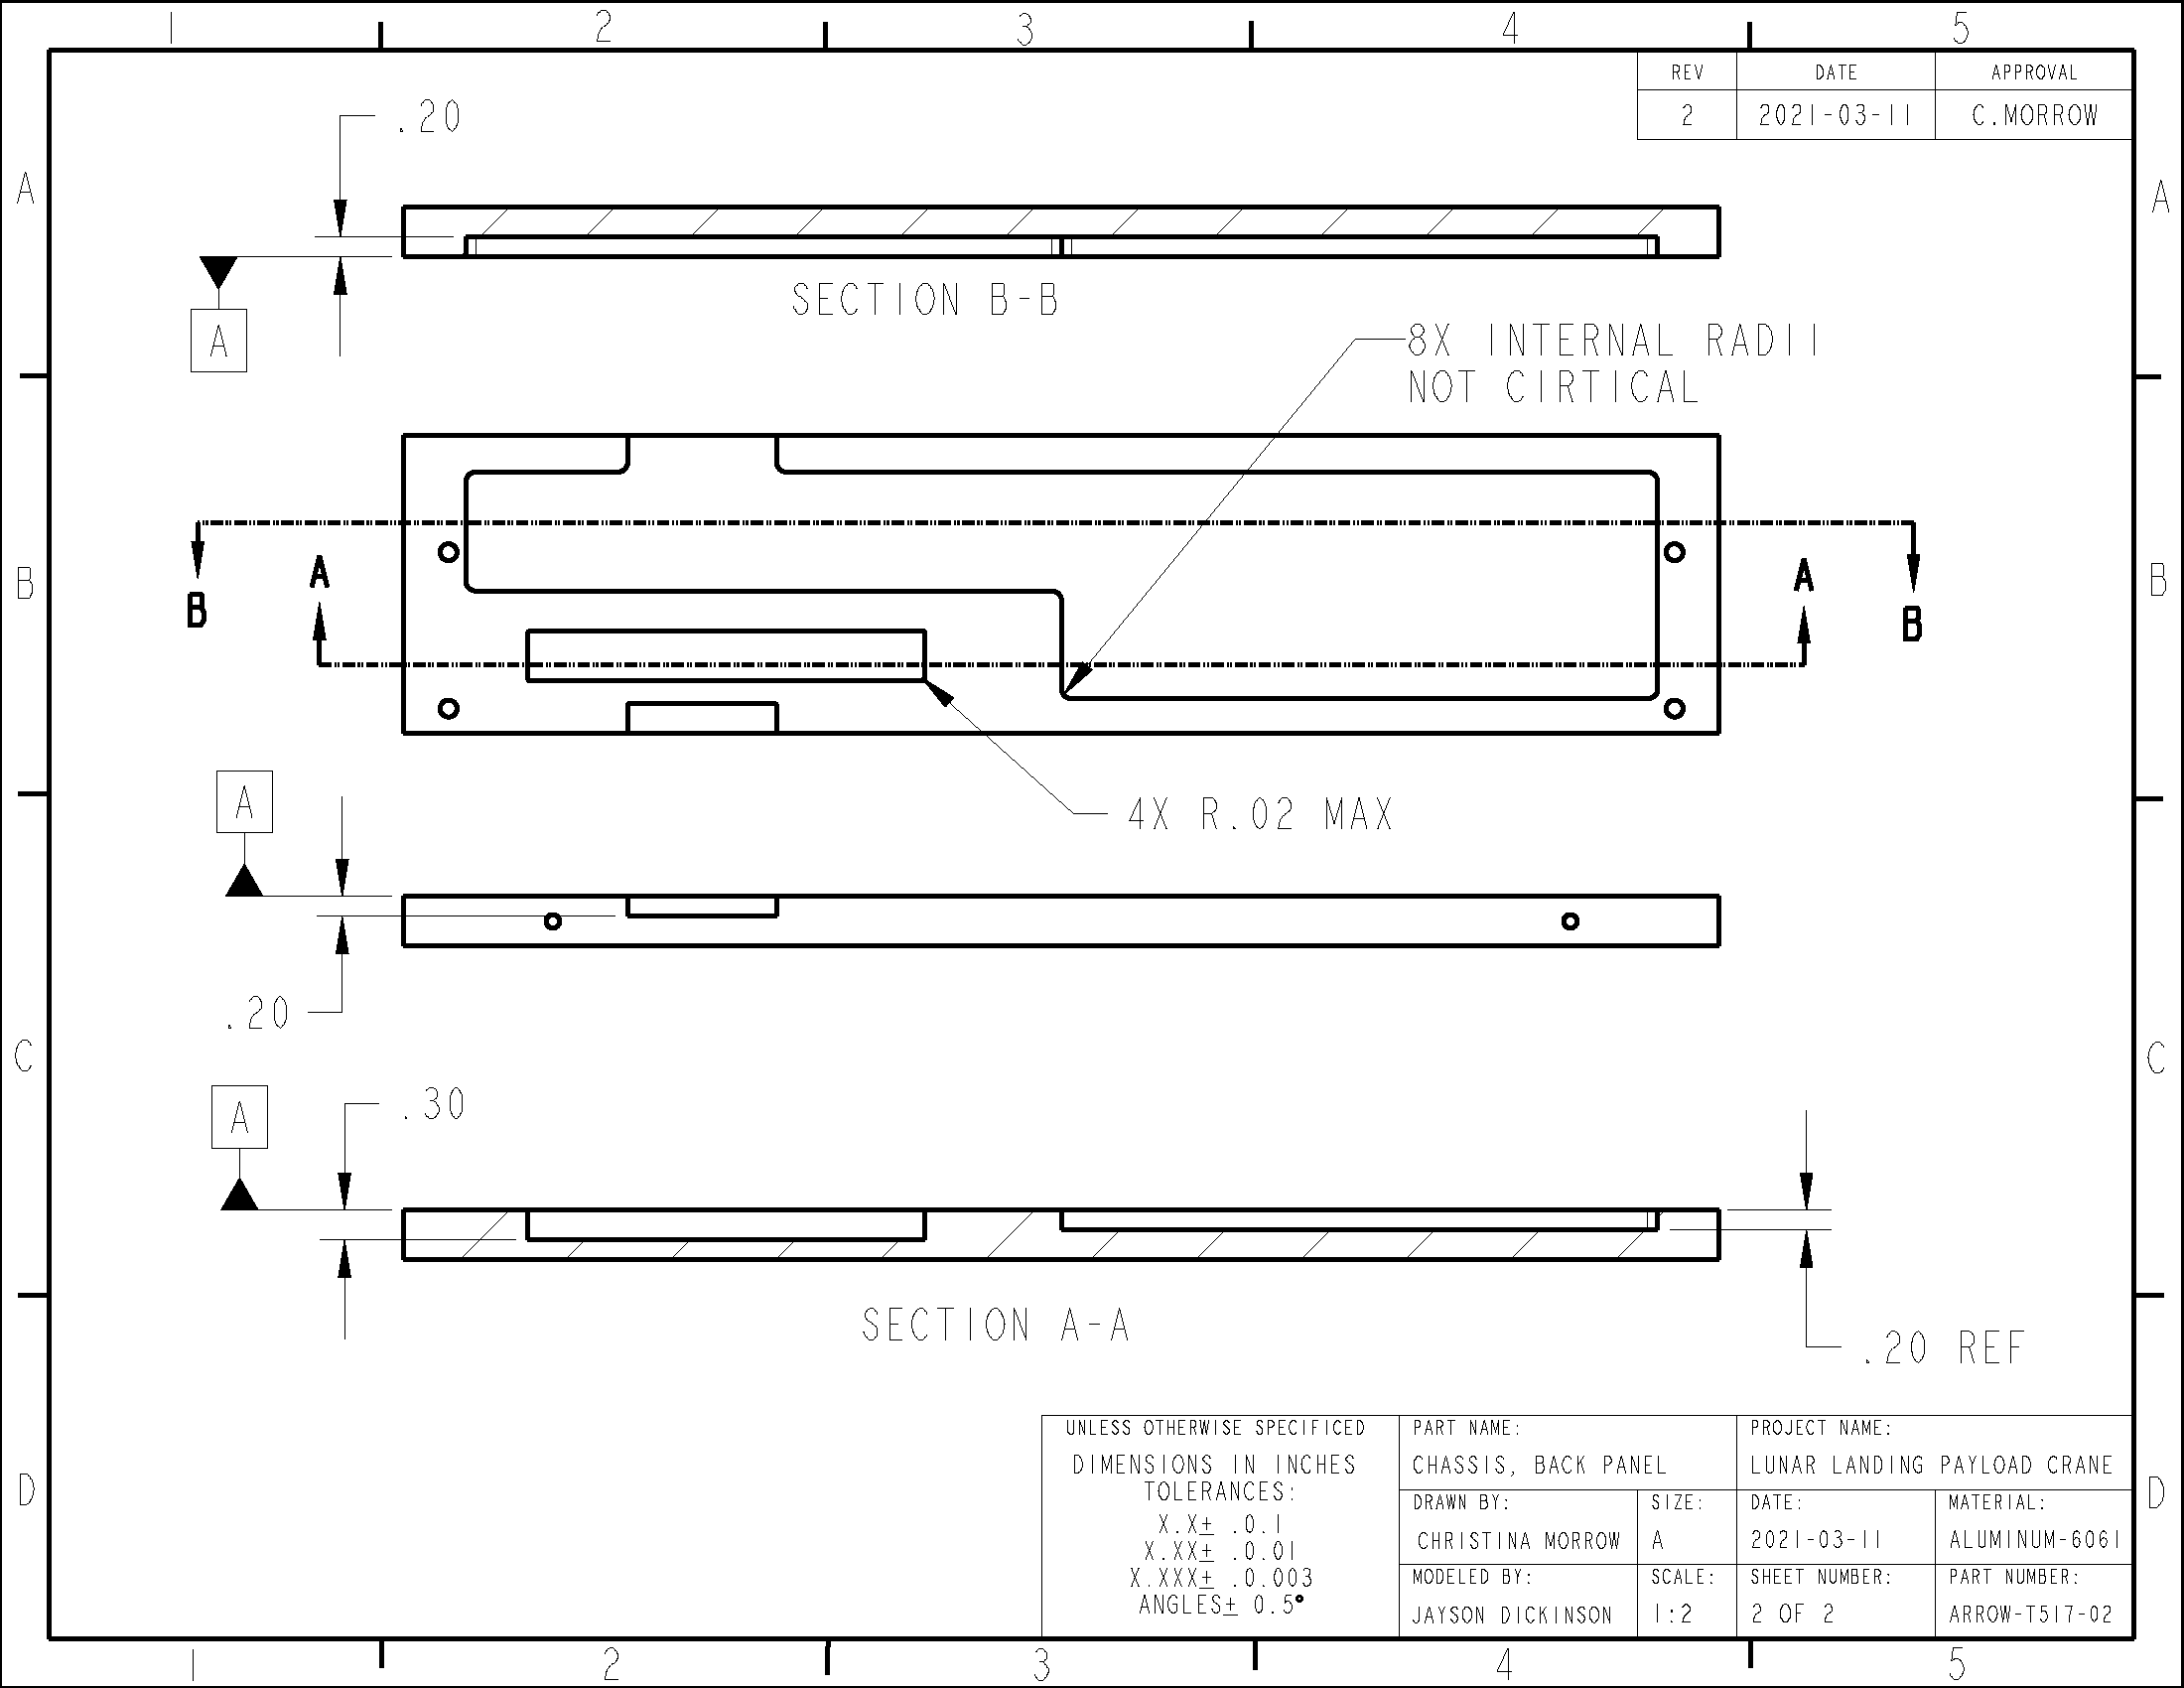 1 2 3 4 5
REV DATE APPROVAL
2 2021-03-11 C.MORROW
.20
A A
SECTION B-B
A
8X INTERNAL RADII
NOT CIRTICAL
A A
B B
B B
4X R.02 MAX
A
.20
C C
A
.30
SECTION A-A
.20 REF
UNLESS OTHERWISE SPECIFICED
DIMENSIONS IN INCHES
TOLERANCES:
X.X± .0.1
X.XX± .0.01
X.XXX± .0.003
ANGLES± 0.5°
PART NAME:
CHASSIS, BACK PANEL
PROJECT NAME:
LUNAR LANDING PAYLOAD CRANE
DRAWN BY:
CHRISTINA MORROW
SIZE:
A
DATE:
2021-03-11
MATERIAL:
ALUMINUM-6061
MODELED BY:
JAYSON DICKINSON
SCALE:
1:2
SHEET NUMBER:
2 OF 2
PART NUMBER:
ARROW-T517-02
D D
1 2 3 4 5